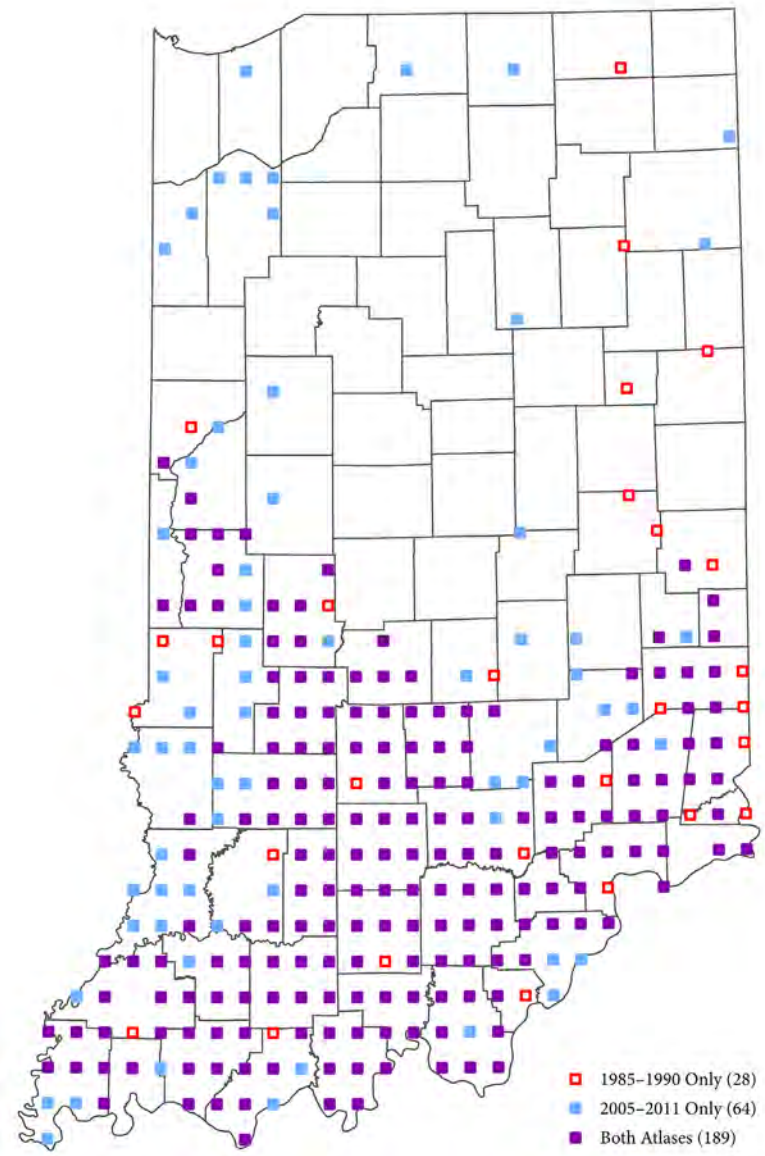 1985–1990 Only (28)
2005–2011 Only (64)
Both Atlases (189)